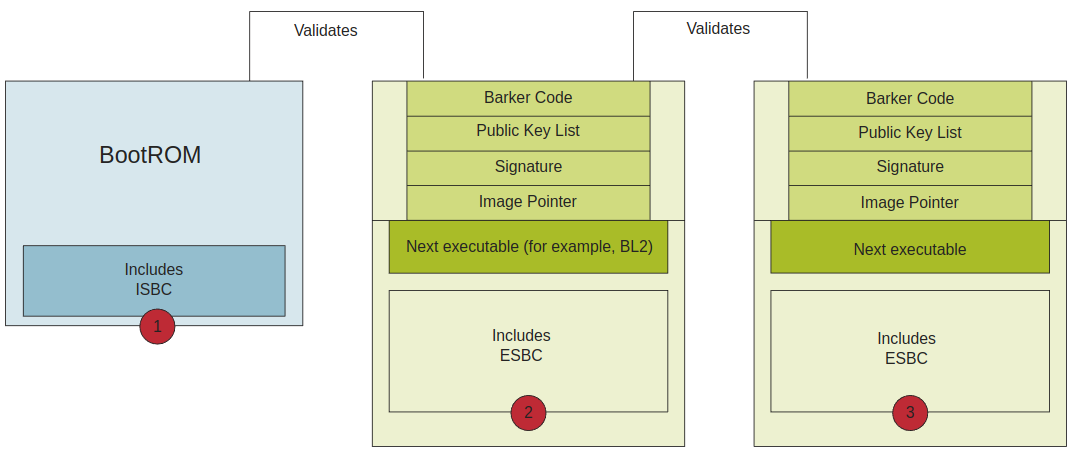 Validates
Validates
BootROM
Includes
ISBC
1
Barker Code
Public Key List
Signature
Image Pointer
Next executable (for example, BL2)
Includes
ESBC
2
Barker Code
Public Key List
Signature
Image Pointer
Next executable
Includes
ESBC
3